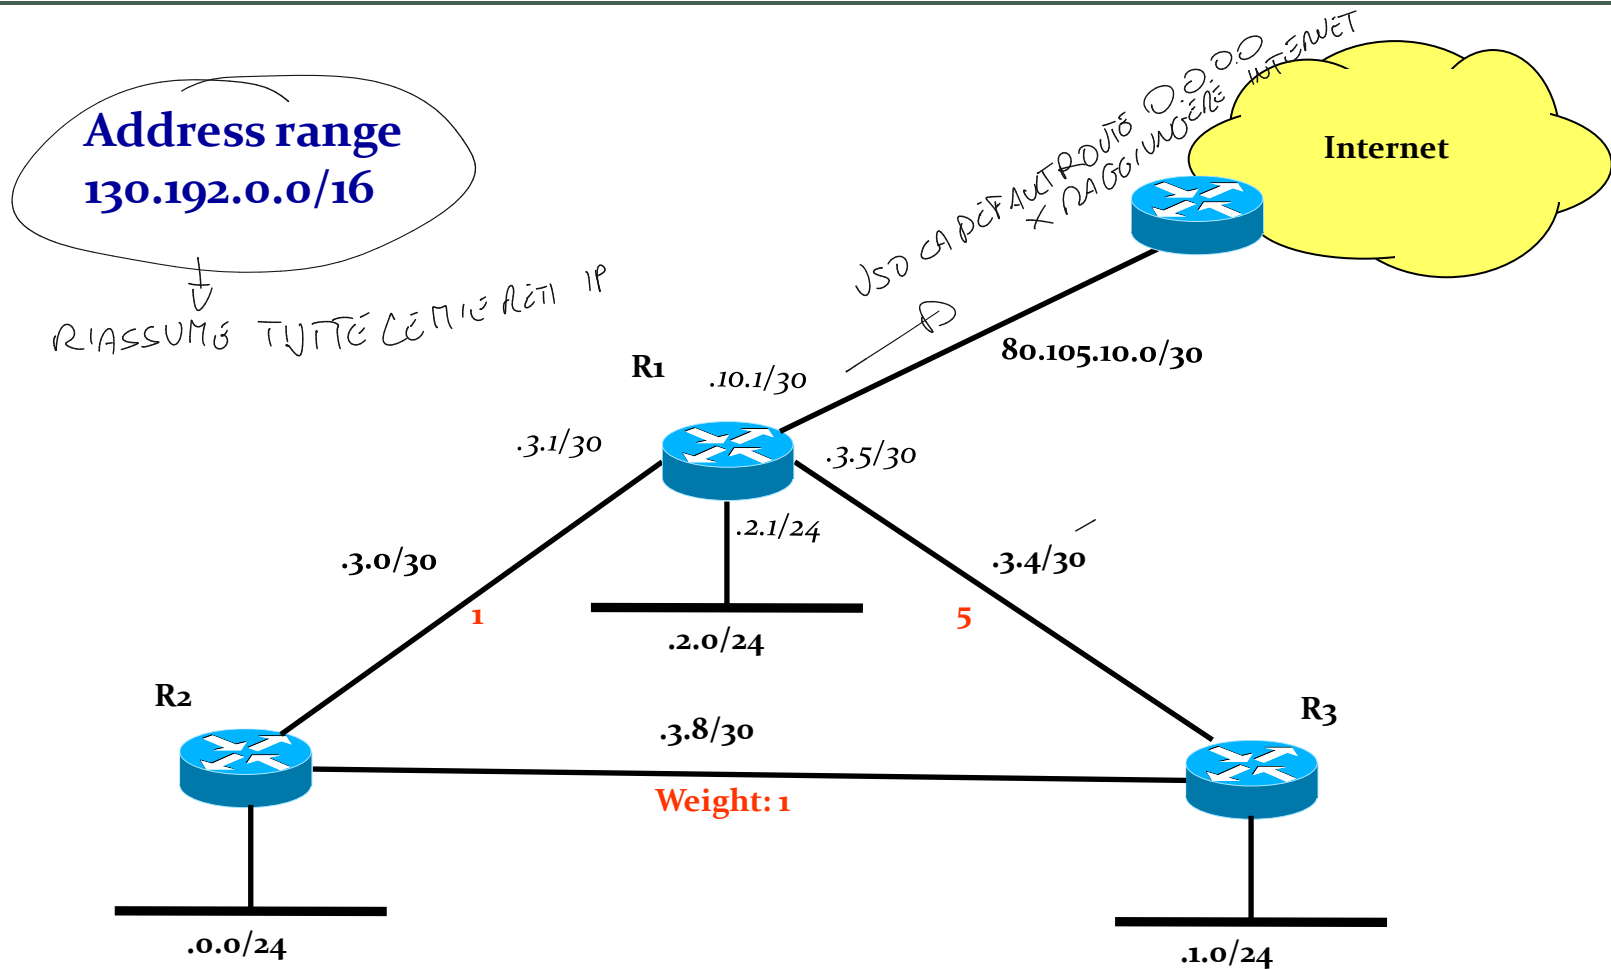 Address range
130.192.0.0/16
RIASSUME TUTTE LE MIE RETI IP
USO LA DEFAULT ROUTE 0.0.0.0
X RAGGIUNGERE INTERNET
Internet
80.105.10.0/30
R1
.10.1/30
.3.1/30
.3.5/30
.2.1/24
.3.0/30
.3.4/30
1
5
.2.0/24
R2
R3
.3.8/30
Weight: 1
.0.0/24
.1.0/24